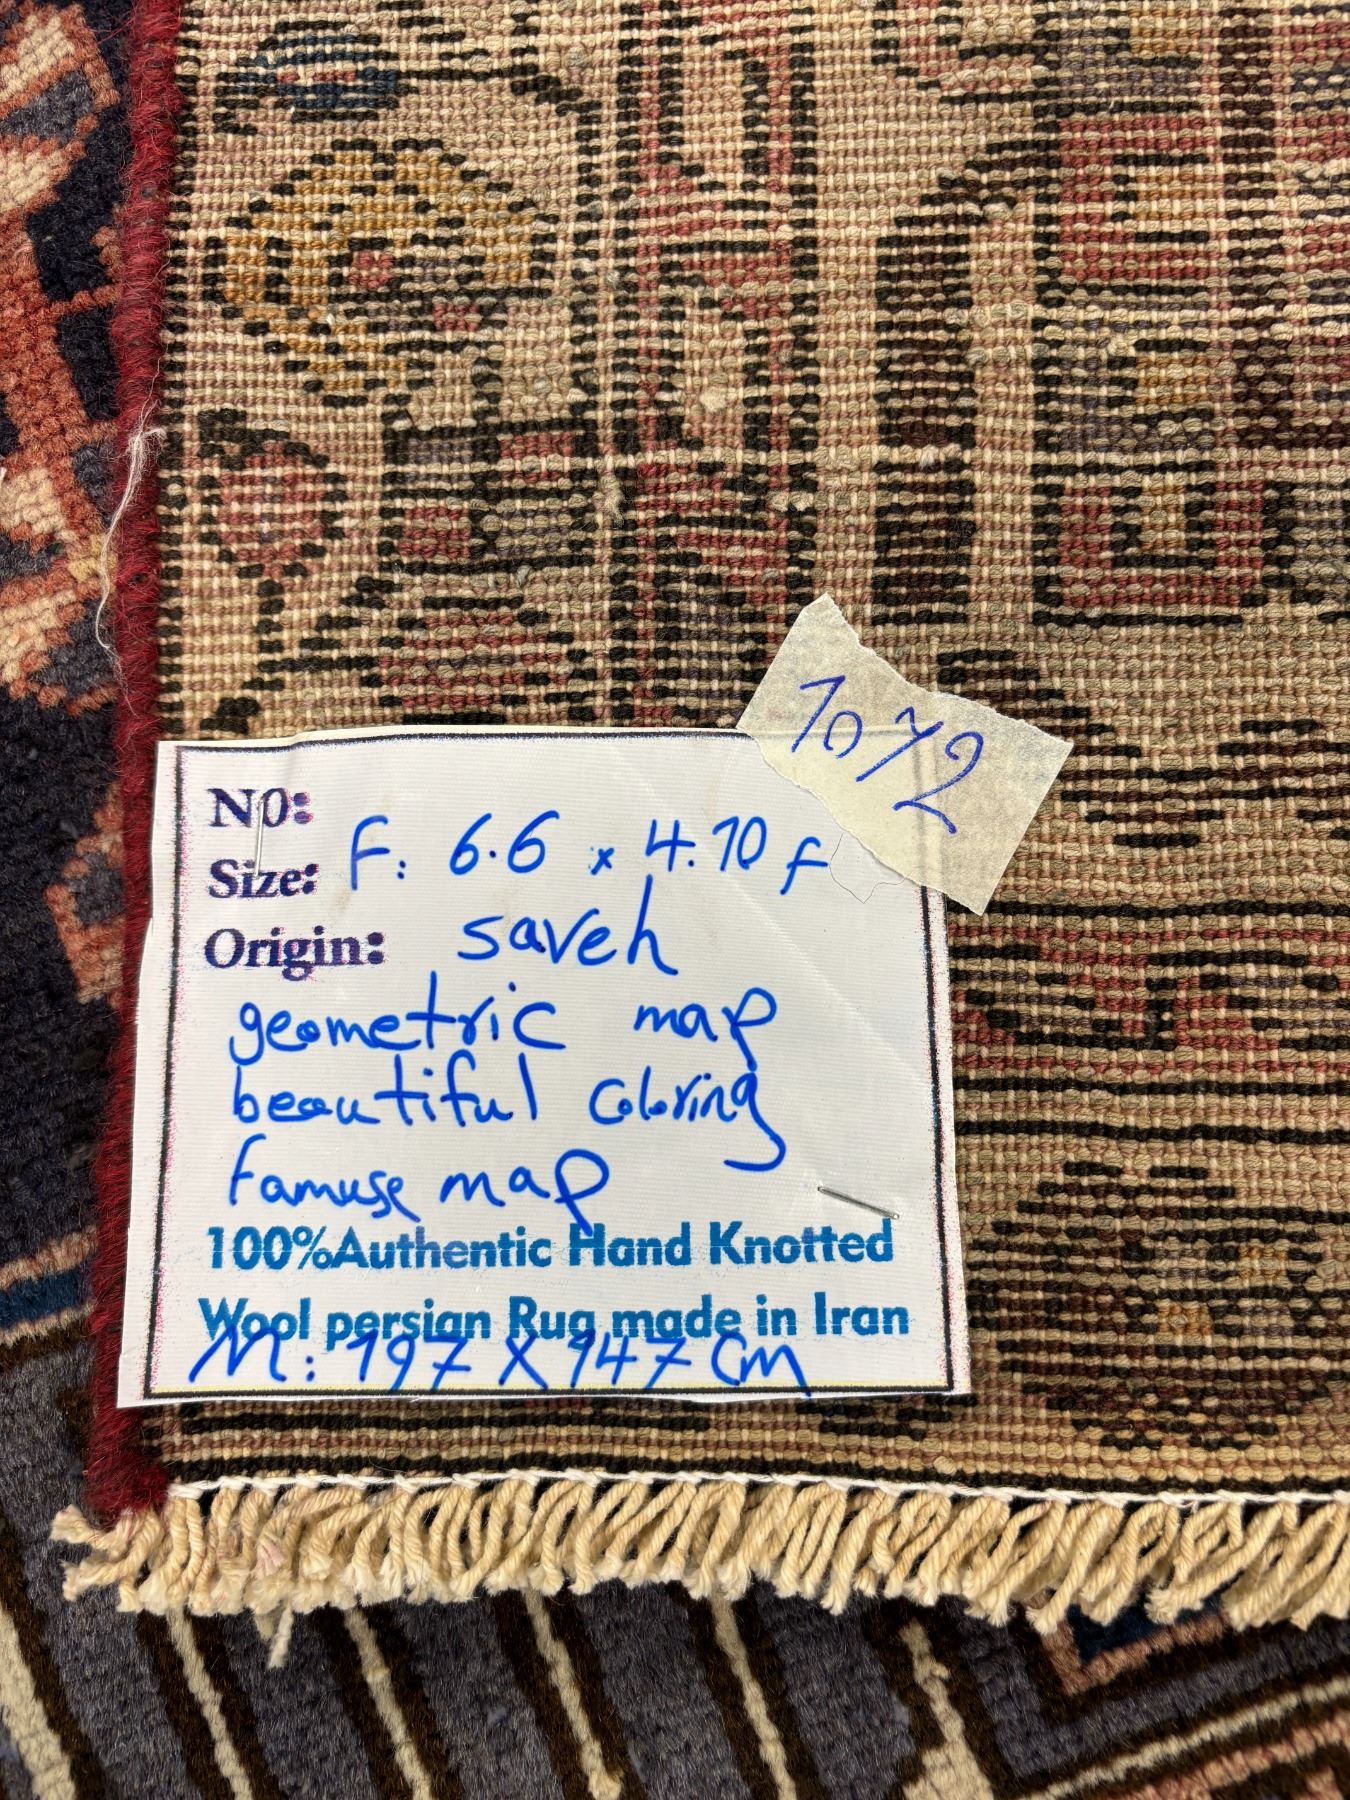 1072
N0:
Size: F: 6.6 x 4.10 f
Origin: saveh
geometric map
beautiful coloring
famuse map
100%Authentic Hand Knotted
Wool persian Rug made in Iran
M: 197 X 147 cm